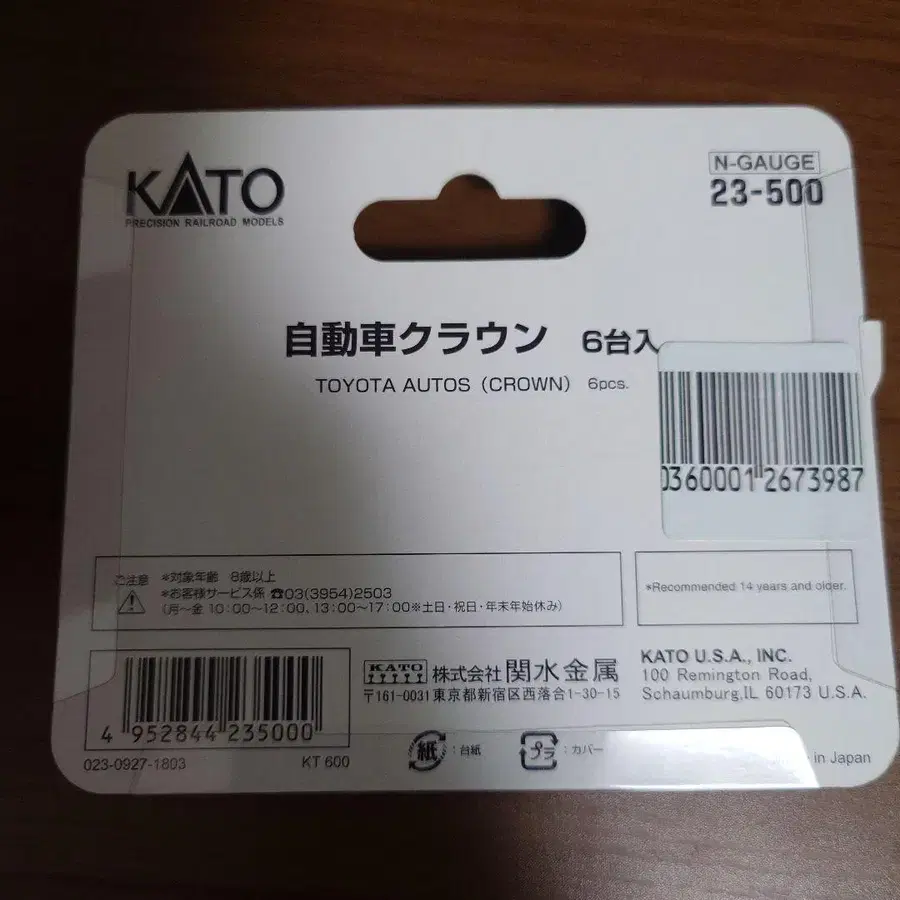 KATO
PRECISION RAILROAD MODELS
N-GAUGE
23-500
自動車クラウン 6台入
TOYOTA AUTOS (CROWN) 6pcs.
0360001 2673987
ご注意 *対象年齢 8歳以上
*お客様サービス係 ☎03(3954)2503
(月～金 10:00～12:00, 13:00～17:00※土日・祝日・年末年始休み)
*Recommended 14 years and older.
KATO 株式会社 関水金属
〒161-0031 東京都新宿区西落合1-30-15
KATO U.S.A., INC.
100 Remington Road,
Schaumburg,IL 60173 U.S.A.
4 952844 235000
023-0927-1803
KT 600
紙 : 台紙
プラ : カバー
in Japan